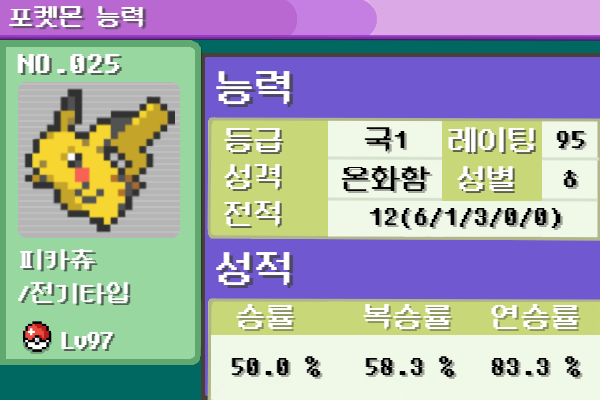 포켓몬 능력
NO.025
피카츄
/전기타입
Lv97
능력
등급 국1 레이팅 95
성격 온화함 성별 ♂
전적 12(6/1/3/0/0)
성적
승률 복승률 연승률
50.0 % 58.3 % 83.3 %